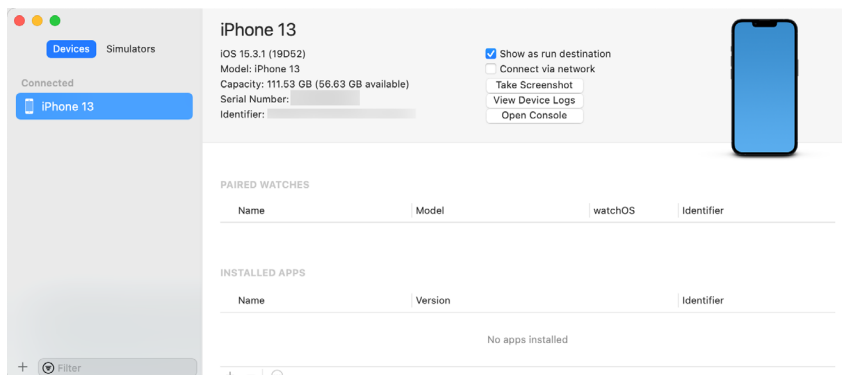 Devices Simulators
Connected
iPhone 13
Filter
iPhone 13
iOS 15.3.1 (19D52)
Model: iPhone 13
Capacity: 111.53 GB (56.63 GB available)
Serial Number:
Identifier:
Show as run destination
Connect via network
Take Screenshot
View Device Logs
Open Console
PAIRED WATCHES
Name Model watchOS Identifier
INSTALLED APPS
Name Version Identifier
No apps installed